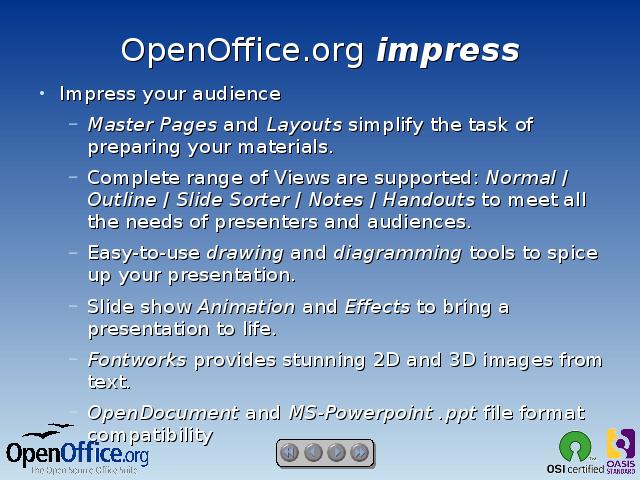 OpenOffice.org impress
• Impress your audience
– Master Pages and Layouts simplify the task of
preparing your materials.
– Complete range of Views are supported: Normal /
Outline / Slide Sorter / Notes / Handouts to meet all
the needs of presenters and audiences.
– Easy-to-use drawing and diagramming tools to spice
up your presentation.
– Slide show Animation and Effects to bring a
presentation to life.
– Fontworks provides stunning 2D and 3D images from
text.
– OpenDocument and MS-Powerpoint .ppt file format
compatibility
OpenOffice.org
The Open Source Office Suite
OSI certified
OASIS
STANDARD